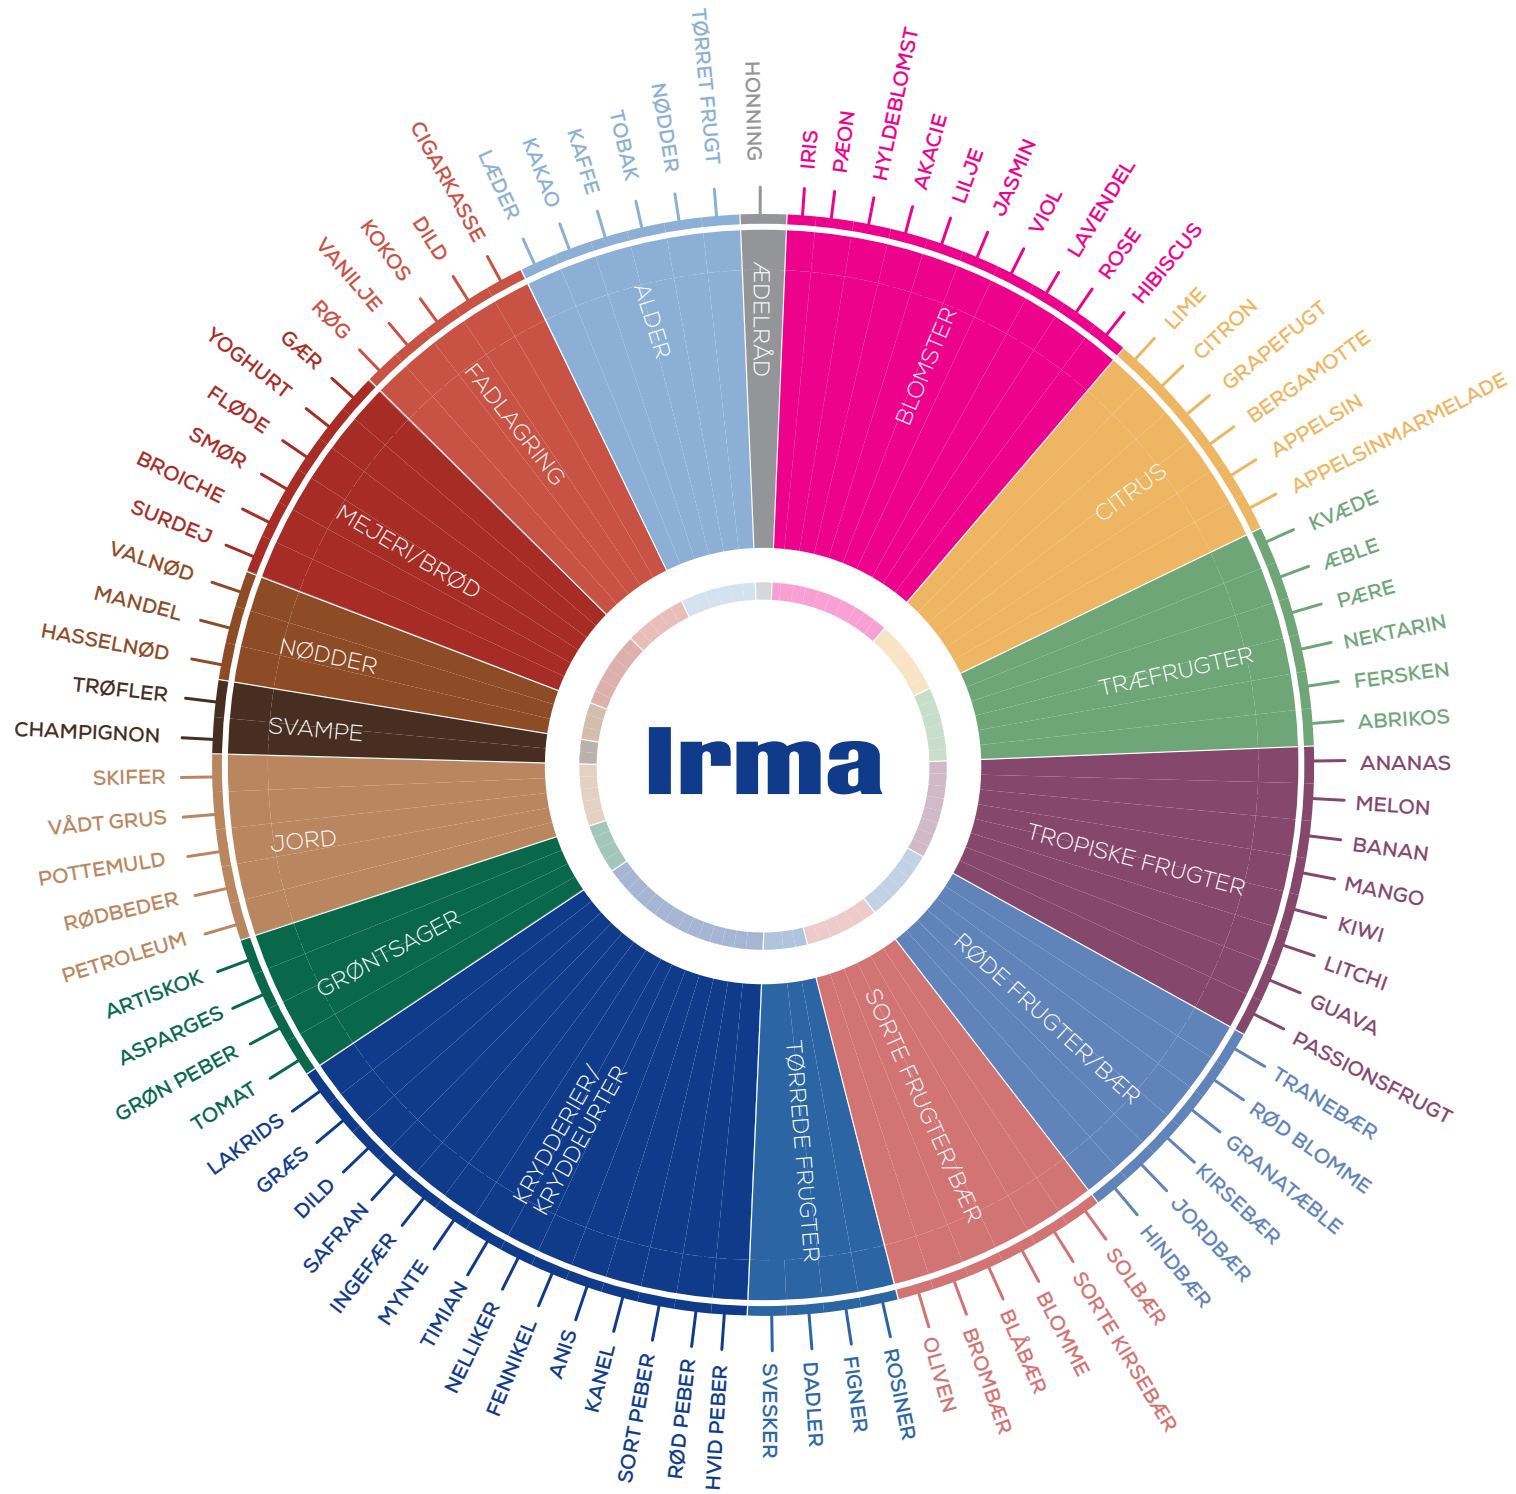 Irma
ÆDELRÅD
HONNING
BLOMSTER
IRIS
PÆON
HYLDEBLOMST
AKACIE
LILJE
JASMIN
VIOL
LAVENDEL
ROSE
HIBISCUS
CITRUS
LIME
CITRON
GRAPEFUGT
BERGAMOTTE
APPELSIN
APPELSINMARMELADE
TRÆFRUGTER
KVÆDE
ÆBLE
PÆRE
NEKTARIN
FERSKEN
ABRIKOS
TROPISKE FRUGTER
ANANAS
MELON
BANAN
MANGO
KIWI
LITCHI
GUAVA
PASSIONSFRUGT
RØDE FRUGTER/BÆR
TRANEBÆR
RØD BLOMME
GRANATÆBLE
KIRSEBÆR
JORDBÆR
HINDBÆR
SORTE FRUGTER/BÆR
SOLBÆR
SORTE KIRSEBÆR
BLOMME
BLÅBÆR
BROMBÆR
OLIVEN
TØRREDE FRUGTER
ROSINER
FIGNER
DADLER
SVESKER
KRYDDERIER/
KRYDDEURTER
HVID PEBER
RØD PEBER
SORT PEBER
KANEL
ANIS
FENNIKEL
NELLIKER
TIMIAN
MYNTE
INGEFÆR
SAFRAN
DILD
GRÆS
LAKRIDS
GRØNTSAGER
TOMAT
GRØN PEBER
ASPARGES
ARTISKOK
JORD
PETROLEUM
RØDBEDER
POTTEMULD
VÅDT GRUS
SKIFER
SVAMPE
CHAMPIGNON
TRØFLER
NØDDER
HASSELNØD
MANDEL
VALNØD
MEJERI/BRØD
SURDEJ
BROICHE
SMØR
FLØDE
YOGHURT
GÆR
FADLAGRING
RØG
VANILJE
KOKOS
DILD
CIGARKASSE
ALDER
LÆDER
KAKAO
KAFFE
TOBAK
NØDDER
TØRRET FRUGT